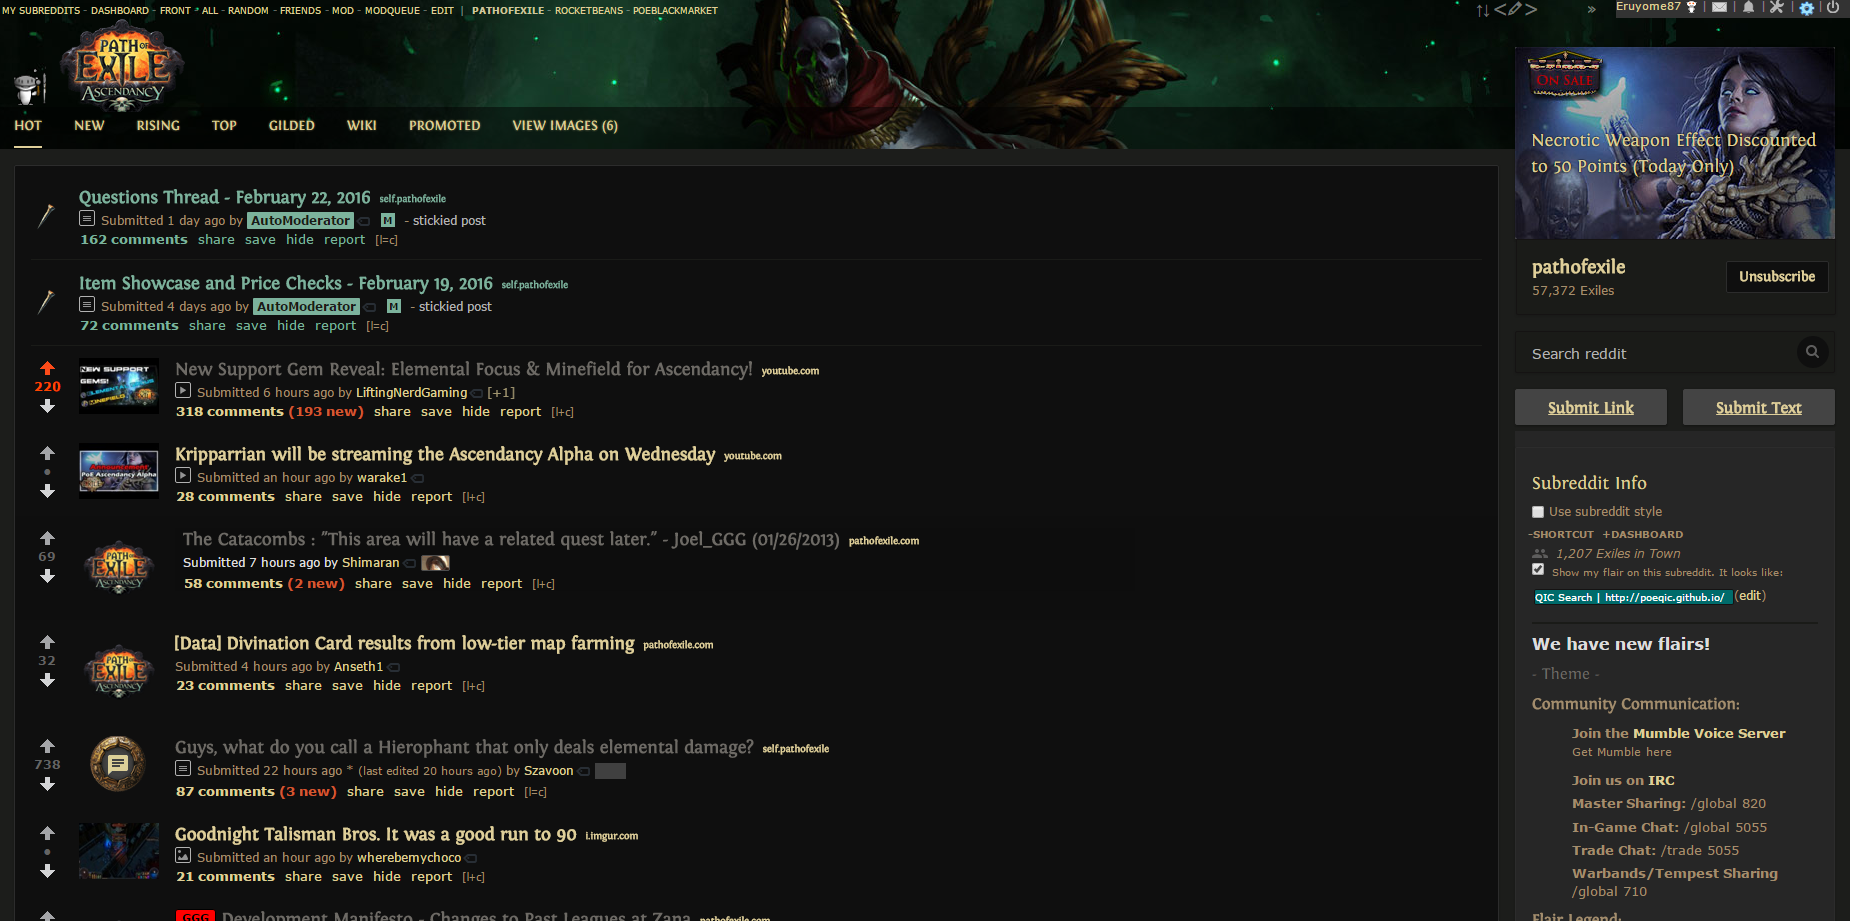 MY SUBREDDITS - DASHBOARD - FRONT - ALL - RANDOM - FRIENDS - MOD - MODQUEUE - EDIT | PATHOFEXILE - ROCKETBEANS - POEBLACKMARKET
» Eruyome87
PATH OF
EXILE
ASCENDANCY
HOT NEW RISING TOP GILDED WIKI PROMOTED VIEW IMAGES (6)
Questions Thread - February 22, 2016 self.pathofexile
Submitted 1 day ago by AutoModerator M - stickied post
162 comments share save hide report [l=c]
Item Showcase and Price Checks - February 19, 2016 self.pathofexile
Submitted 4 days ago by AutoModerator M - stickied post
72 comments share save hide report [l=c]
220
NEW SUPPORT
GEMS!
New Support Gem Reveal: Elemental Focus & Minefield for Ascendancy! youtube.com
Submitted 6 hours ago by LiftingNerdGaming [+1]
318 comments (193 new) share save hide report [l+c]
Announcement
PoE Ascendancy Alpha
Kripparrian will be streaming the Ascendancy Alpha on Wednesday youtube.com
Submitted an hour ago by warake1
28 comments share save hide report [l+c]
69
PATH OF
EXILE
ASCENDANCY
The Catacombs : "This area will have a related quest later." - Joel_GGG (01/26/2013) pathofexile.com
Submitted 7 hours ago by Shimaran
58 comments (2 new) share save hide report [l+c]
32
PATH OF
EXILE
ASCENDANCY
[Data] Divination Card results from low-tier map farming pathofexile.com
Submitted 4 hours ago by Anseth1
23 comments share save hide report [l+c]
738
Guys, what do you call a Hierophant that only deals elemental damage? self.pathofexile
Submitted 22 hours ago * (last edited 20 hours ago) by Szavoon
87 comments (3 new) share save hide report [l=c]
Goodnight Talisman Bros. It was a good run to 90 i.imgur.com
Submitted an hour ago by wherebemychoco
21 comments share save hide report [l+c]
GGG Development Manifesto - Changes to Past Leagues at Zana pathofexile.com
ON SALE
Necrotic Weapon Effect Discounted
to 50 Points (Today Only)
pathofexile
57,372 Exiles
Unsubscribe
Search reddit
Submit Link Submit Text
Subreddit Info
Use subreddit style
-SHORTCUT +DASHBOARD
1,207 Exiles in Town
Show my flair on this subreddit. It looks like:
QIC Search | http://poeqic.github.io/ (edit)
We have new flairs!
- Theme -
Community Communication:
Join the Mumble Voice Server
Get Mumble here
Join us on IRC
Master Sharing: /global 820
In-Game Chat: /global 5055
Trade Chat: /trade 5055
Warbands/Tempest Sharing
/global 710
Flair Legend: